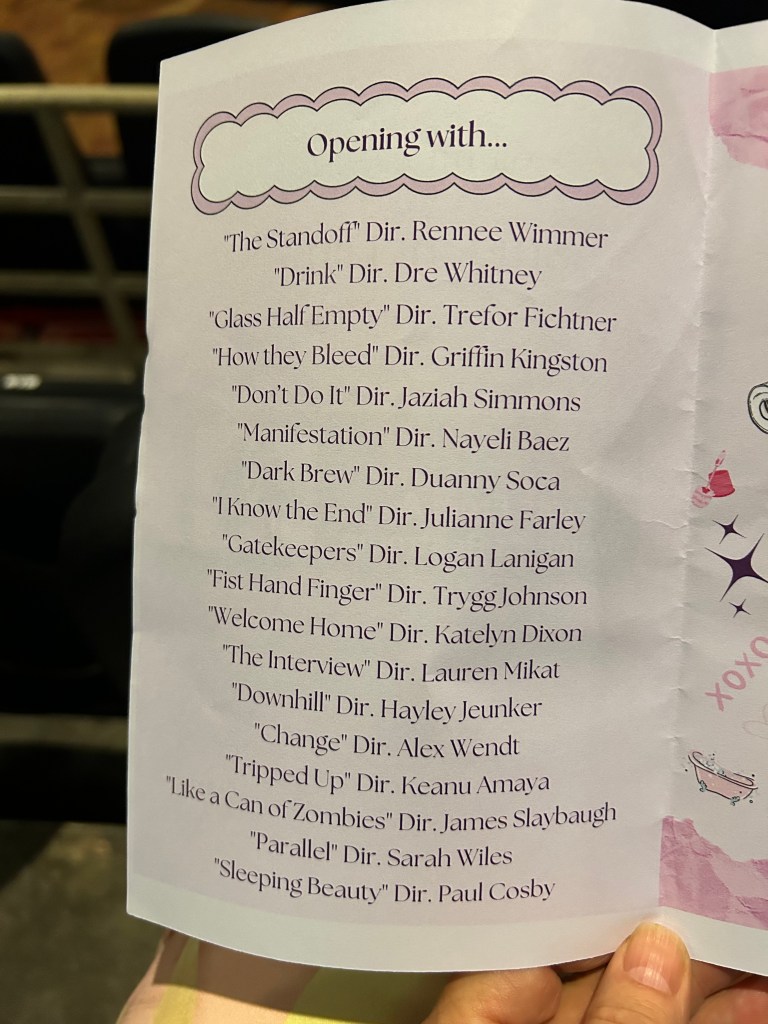 Opening with...
"The Standoff" Dir. Rennee Wimmer
"Drink" Dir. Dre Whitney
"Glass Half Empty" Dir. Trefor Fichtner
"How they Bleed" Dir. Griffin Kingston
"Don't Do It" Dir. Jaziah Simmons
"Manifestation" Dir. Nayeli Baez
"Dark Brew" Dir. Duanny Soca
"I Know the End" Dir. Julianne Farley
"Gatekeepers" Dir. Logan Lanigan
"Fist Hand Finger" Dir. Trygg Johnson
"Welcome Home" Dir. Katelyn Dixon
"The Interview" Dir. Lauren Mikat
"Downhill" Dir. Hayley Jeunker
"Change" Dir. Alex Wendt
"Tripped Up" Dir. Keanu Amaya
"Like a Can of Zombies" Dir. James Slaybaugh
"Parallel" Dir. Sarah Wiles
"Sleeping Beauty" Dir. Paul Cosby
xoxo